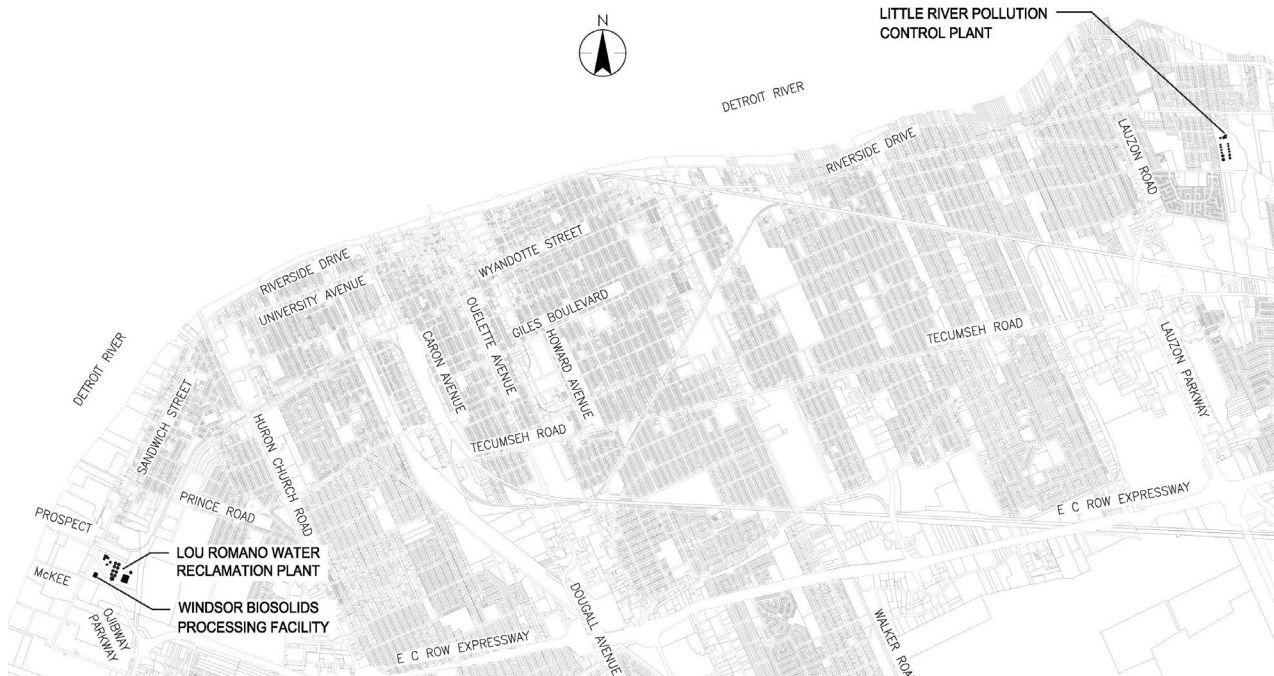 LITTLE RIVER POLLUTION
CONTROL PLANT
N
DETROIT RIVER
RIVERSIDE DRIVE
LAUZON ROAD
WYANDOTTE STREET
RIVERSIDE DRIVE
UNIVERSITY AVENUE
GILES BOULEVARD
OUELETTE AVENUE
HOWARD AVENUE
CARON AVENUE
TECUMSEH ROAD
LAUZON PARKWAY
DETROIT RIVER
SANDWICH STREET
HURON CHURCH ROAD
TECUMSEH ROAD
PRINCE ROAD
E C ROW EXPRESSWAY
PROSPECT
LOU ROMANO WATER
RECLAMATION PLANT
McKEE
WINDSOR BIOSOLIDS
PROCESSING FACILITY
OJIBWAY
PARKWAY
E C ROW EXPRESSWAY
DOUGALL AVENUE
WALKER ROA